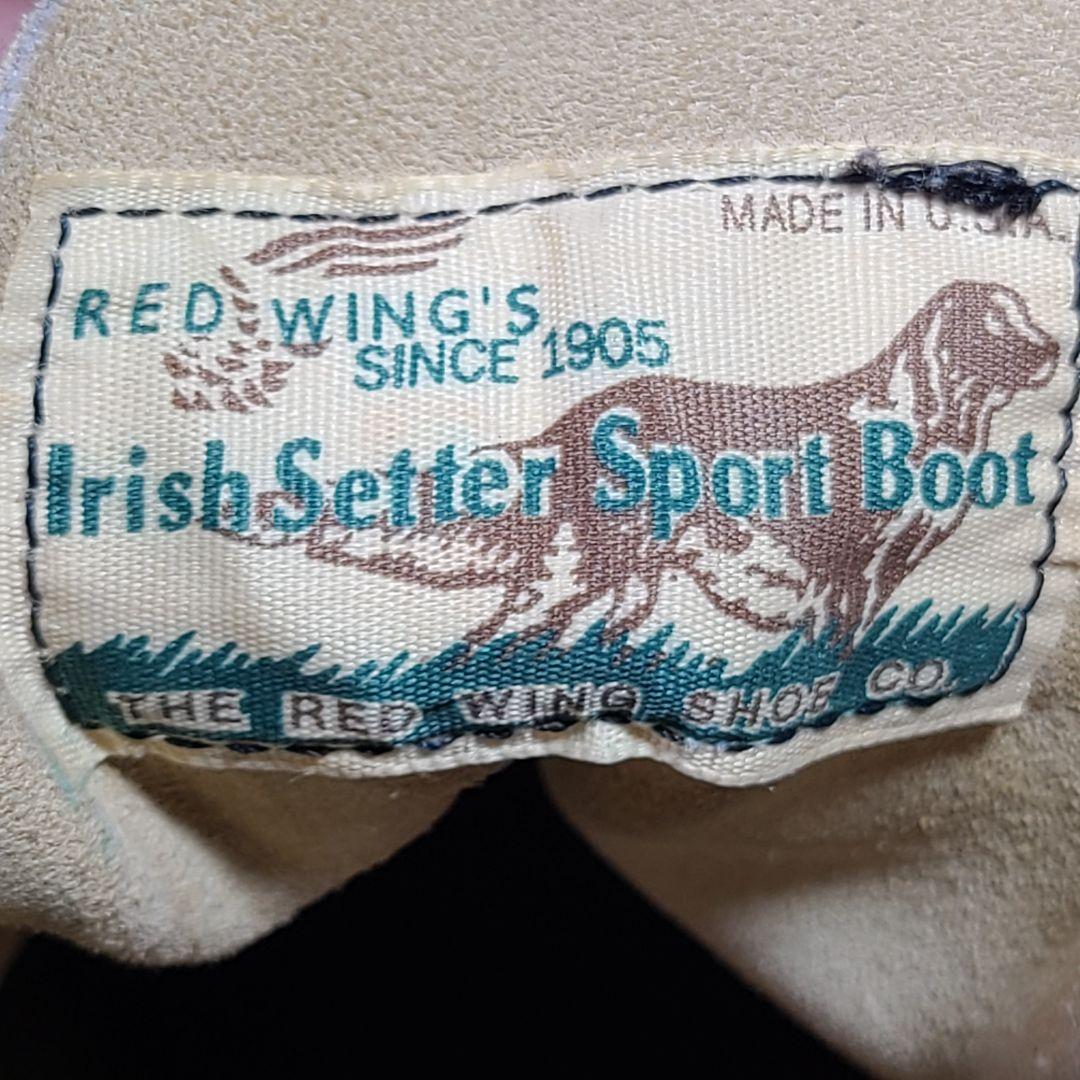 MADE IN U.S.A.
RED WING'S
SINCE 1905
Irish Setter Sport Boot
THE RED WING SHOE CO.